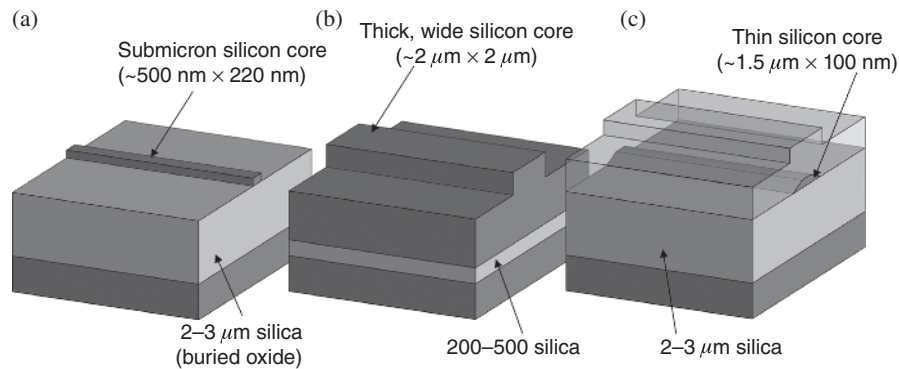 (a)
Submicron silicon core
(~500 nm × 220 nm)
2–3 μm silica
(buried oxide)
(b)
Thick, wide silicon core
(~2 μm × 2 μm)
200–500 silica
(c)
Thin silicon core
(~1.5 μm × 100 nm)
2–3 μm silica